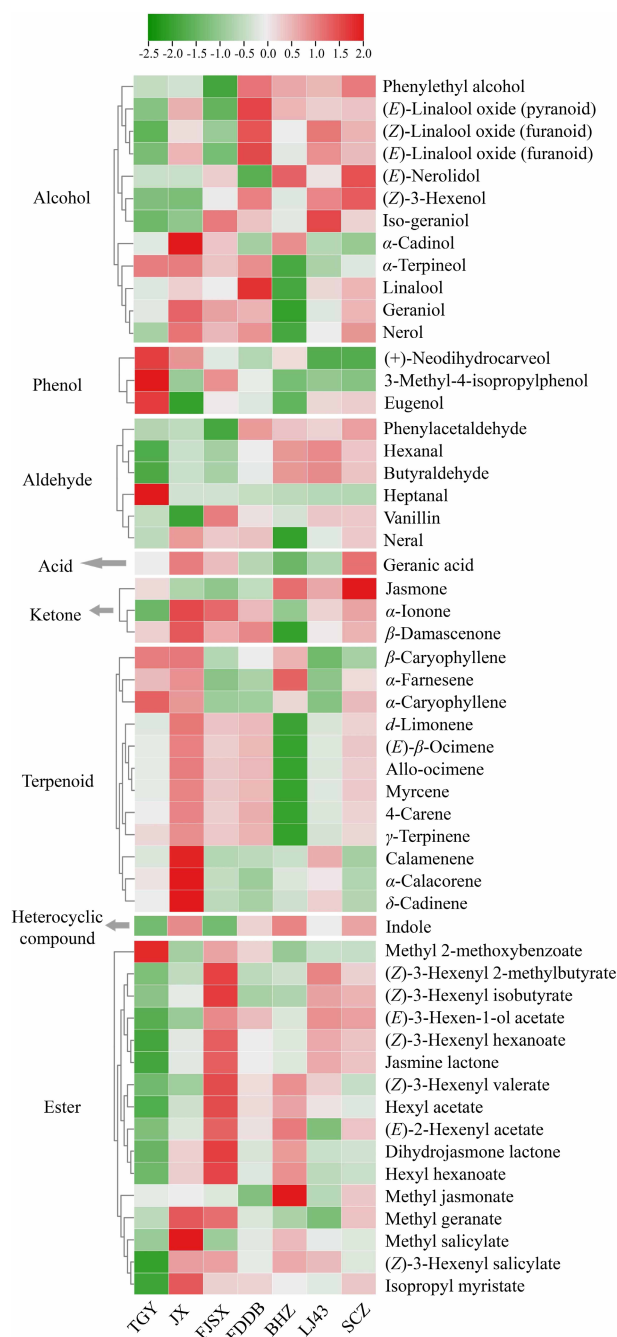 -2.5 -2.0 -1.5 -1.0 -0.5 0.0 0.5 1.0 1.5 2.0
Alcohol
Phenylethyl alcohol
(E)-Linalool oxide (pyranoid)
(Z)-Linalool oxide (furanoid)
(E)-Linalool oxide (furanoid)
(E)-Nerolidol
(Z)-3-Hexenol
Iso-geraniol
α-Cadinol
α-Terpineol
Linalool
Geraniol
Nerol
Phenol
(+)-Neodihydrocarveol
3-Methyl-4-isopropylphenol
Eugenol
Aldehyde
Phenylacetaldehyde
Hexanal
Butyraldehyde
Heptanal
Vanillin
Neral
Acid
Geranic acid
Ketone
Jasmone
α-Ionone
β-Damascenone
Terpenoid
β-Caryophyllene
α-Farnesene
α-Caryophyllene
d-Limonene
(E)-β-Ocimene
Allo-ocimene
Myrcene
4-Carene
γ-Terpinene
Calamenene
α-Calacorene
δ-Cadinene
Heterocyclic
compound
Indole
Ester
Methyl 2-methoxybenzoate
(Z)-3-Hexenyl 2-methylbutyrate
(Z)-3-Hexenyl isobutyrate
(E)-3-Hexen-1-ol acetate
(Z)-3-Hexenyl hexanoate
Jasmine lactone
(Z)-3-Hexenyl valerate
Hexyl acetate
(E)-2-Hexenyl acetate
Dihydrojasmone lactone
Hexyl hexanoate
Methyl jasmonate
Methyl geranate
Methyl salicylate
(Z)-3-Hexenyl salicylate
Isopropyl myristate
TGY JX FJSX FDDB BHZ LJ43 SCZ